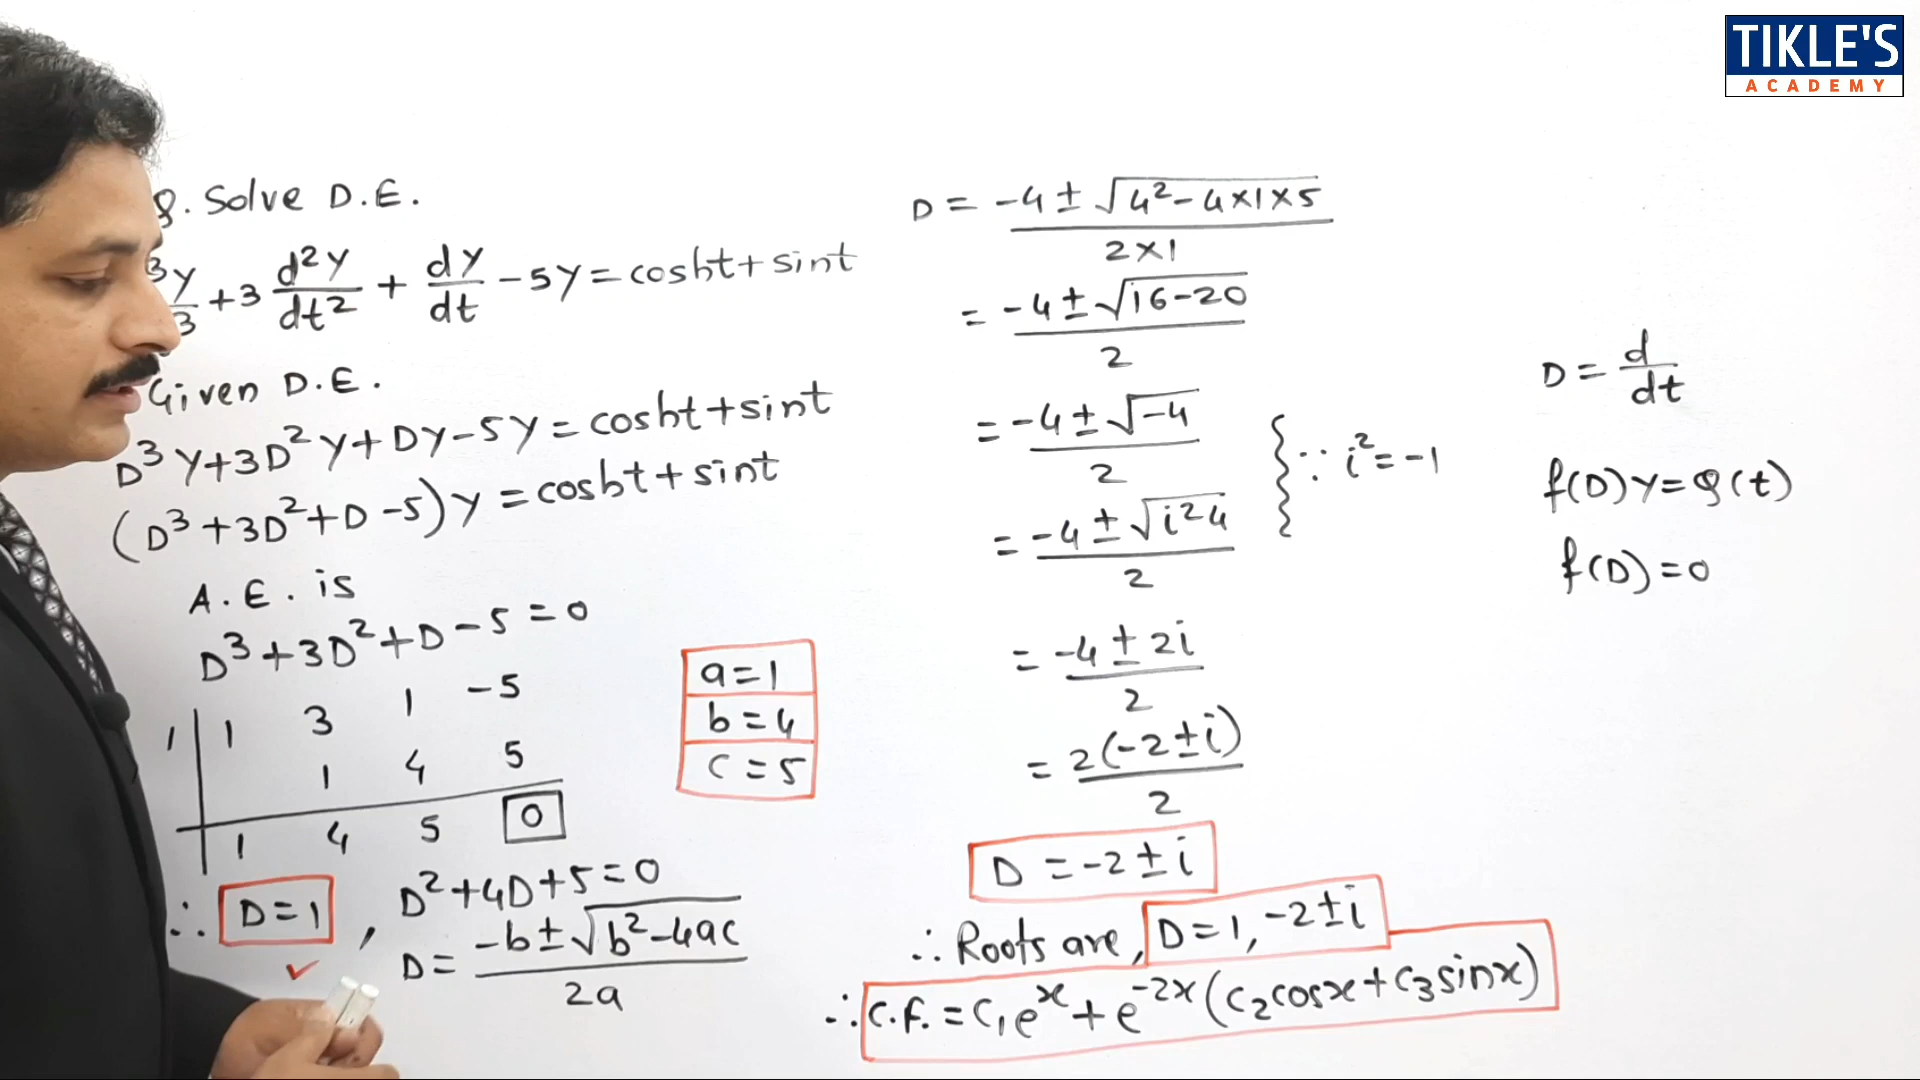 TIKLE'S
ACADEMY
Q. Solve D.E.
3y/3 + 3 d²y/dt² + dy/dt - 5y = cosht + sint
Given D.E.
D³y + 3D²y + Dy - 5y = cosht + sint
(D³ + 3D² + D - 5)y = cosht + sint
A.E. is
D³ + 3D² + D - 5 = 0
1 | 1 3 1 -5
1 4 5
1 4 5 0
∴ D = 1 , D² + 4D + 5 = 0
D = (-b ± √(b² - 4ac))/2a
a = 1
b = 4
c = 5
D = (-4 ± √(4² - 4×1×5))/(2×1)
= (-4 ± √(16-20))/2
= (-4 ± √-4)/2
= (-4 ± √(i²4))/2
{ ∵ i² = -1
= (-4 ± 2i)/2
= 2(-2 ± i)/2
D = -2 ± i
∴ Roots are, D = 1, -2 ± i
∴ C.F. = C₁eˣ + e⁻²ˣ(C₂cosx + C₃sinx)
D = d/dt
f(D)y = Q(t)
f(D) = 0